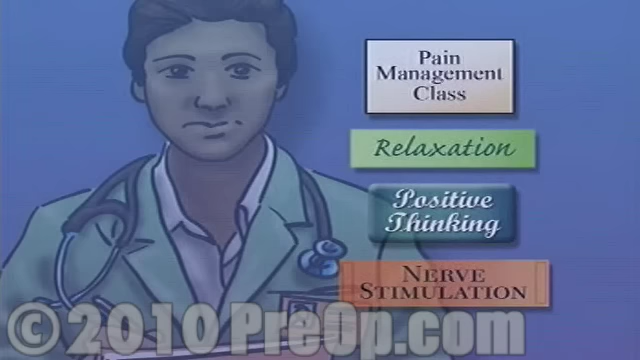 Pain
Management
Class
Relaxation
Positive
Thinking
NERVE
STIMULATION
© 2010 PreOp.com